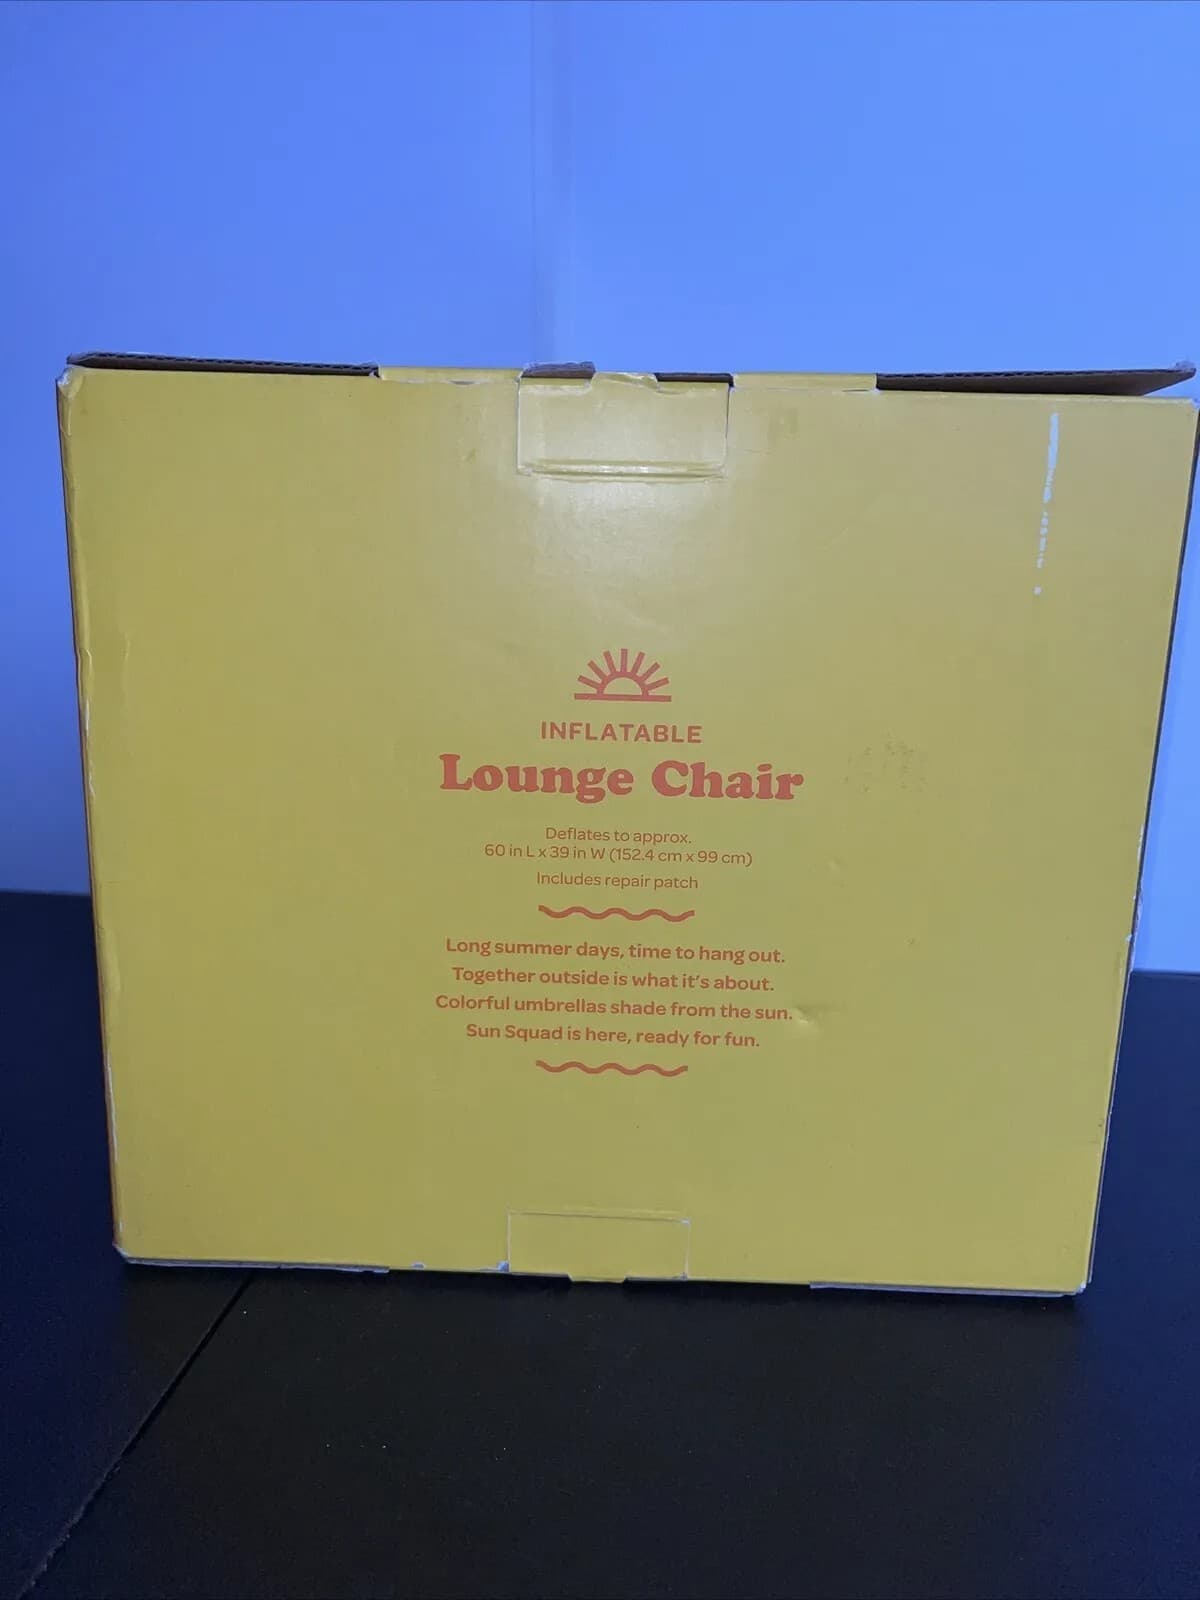 INFLATABLE
Lounge Chair
Deflates to approx.
60 in L x 39 in W (152.4 cm x 99 cm)
Includes repair patch
Long summer days, time to hang out.
Together outside is what it's about.
Colorful umbrellas shade from the sun.
Sun Squad is here, ready for fun.